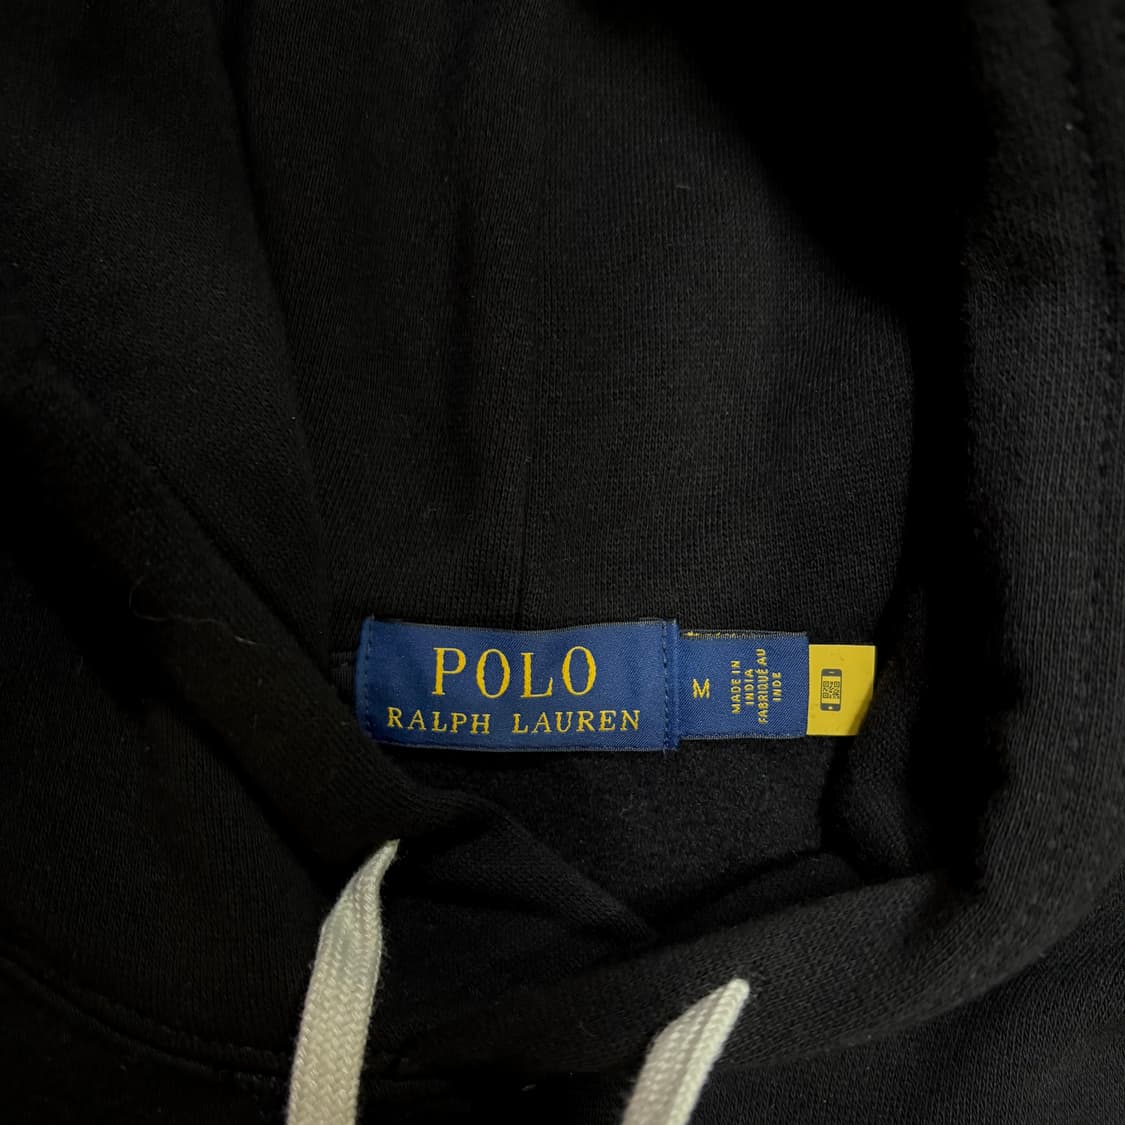 POLO
RALPH LAUREN
M
MADE IN
INDIA
FABRIQUÉ AU
INDE